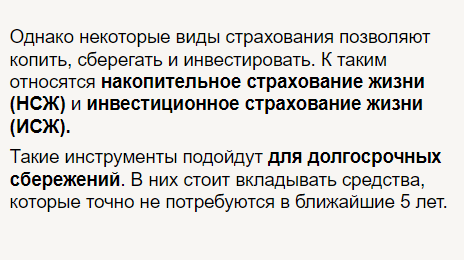 Однако некоторые виды страхования позволяют
копить, сберегать и инвестировать. К таким
относятся накопительное страхование жизни
(НСЖ) и инвестиционное страхование жизни
(ИСЖ).
Такие инструменты подойдут для долгосрочных
сбережений. В них стоит вкладывать средства,
которые точно не потребуются в ближайшие 5 лет.